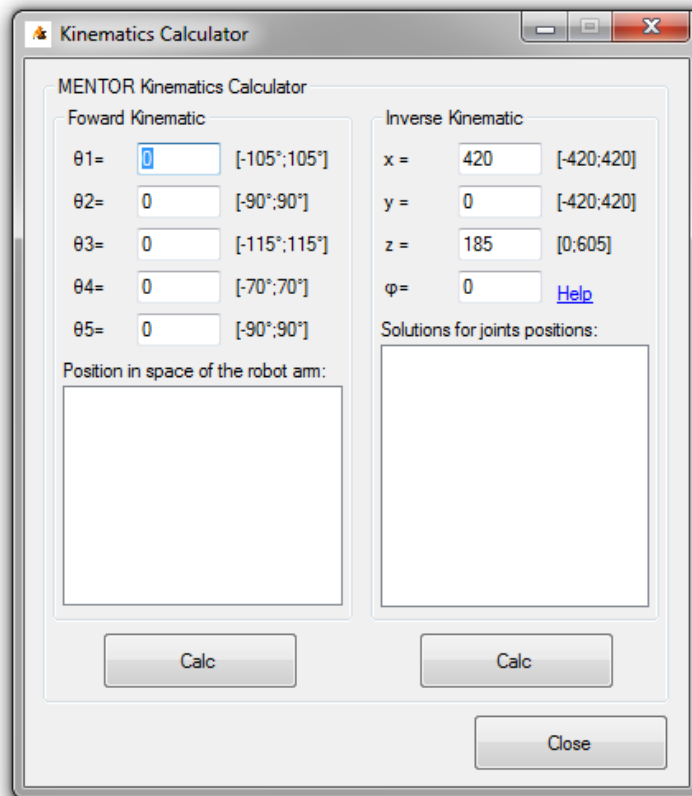 Kinematics Calculator
MENTOR Kinematics Calculator
Foward Kinematic
θ1= 0 [-105°;105°]
θ2= 0 [-90°;90°]
θ3= 0 [-115°;115°]
θ4= 0 [-70°;70°]
θ5= 0 [-90°;90°]
Position in space of the robot arm:
Calc
Inverse Kinematic
x = 420 [-420;420]
y = 0 [-420;420]
z = 185 [0;605]
φ= 0 Help
Solutions for joints positions:
Calc
Close